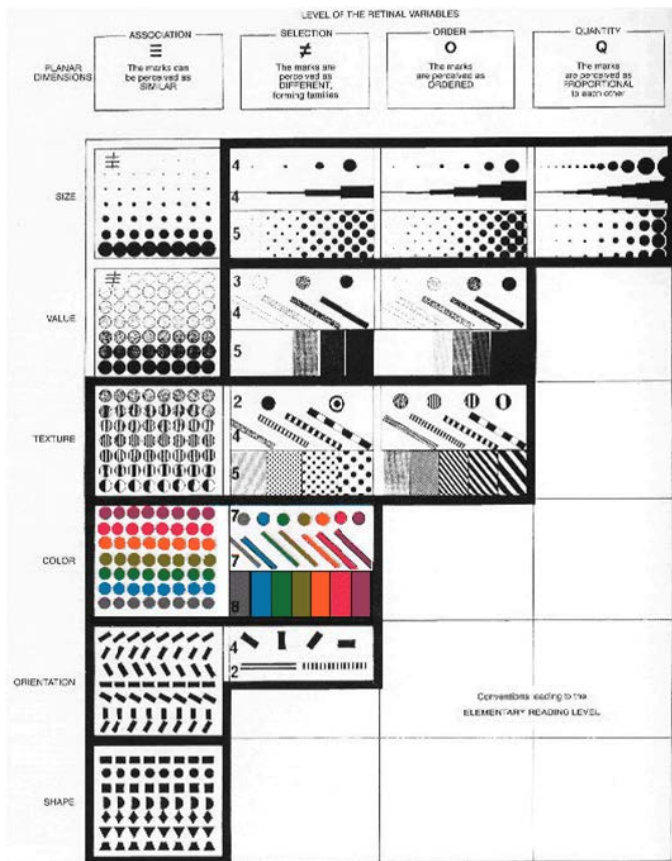 LEVEL OF THE RETINAL VARIABLES
PLANAR
DIMENSIONS
ASSOCIATION
≡
The marks can
be perceived as
SIMILAR
SELECTION
≠
The marks are
perceived as
DIFFERENT,
forming families
ORDER
O
The marks
are perceived as
ORDERED
QUANTITY
Q
The marks
are perceived as
PROPORTIONAL
to each other
SIZE
≠
4
4
5
VALUE
≠
3
4
5
TEXTURE
2
4
5
COLOR
7
7
8
ORIENTATION
4
2
Conventions leading to the
ELEMENTARY READING LEVEL
SHAPE